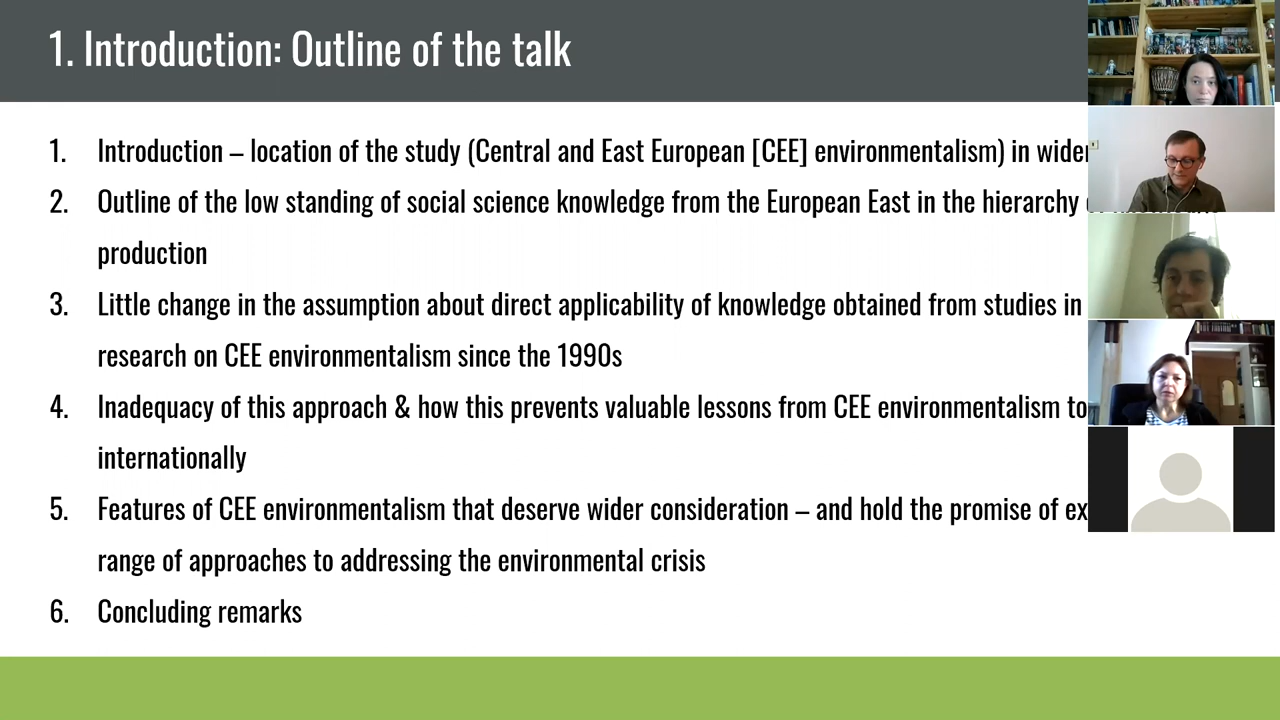 1. Introduction: Outline of the talk
1. Introduction – location of the study (Central and East European [CEE] environmentalism) in wider
2. Outline of the low standing of social science knowledge from the European East in the hierarchy
production
3. Little change in the assumption about direct applicability of knowledge obtained from studies in
research on CEE environmentalism since the 1990s
4. Inadequacy of this approach & how this prevents valuable lessons from CEE environmentalism to
internationally
5. Features of CEE environmentalism that deserve wider consideration – and hold the promise of ex
range of approaches to addressing the environmental crisis
6. Concluding remarks